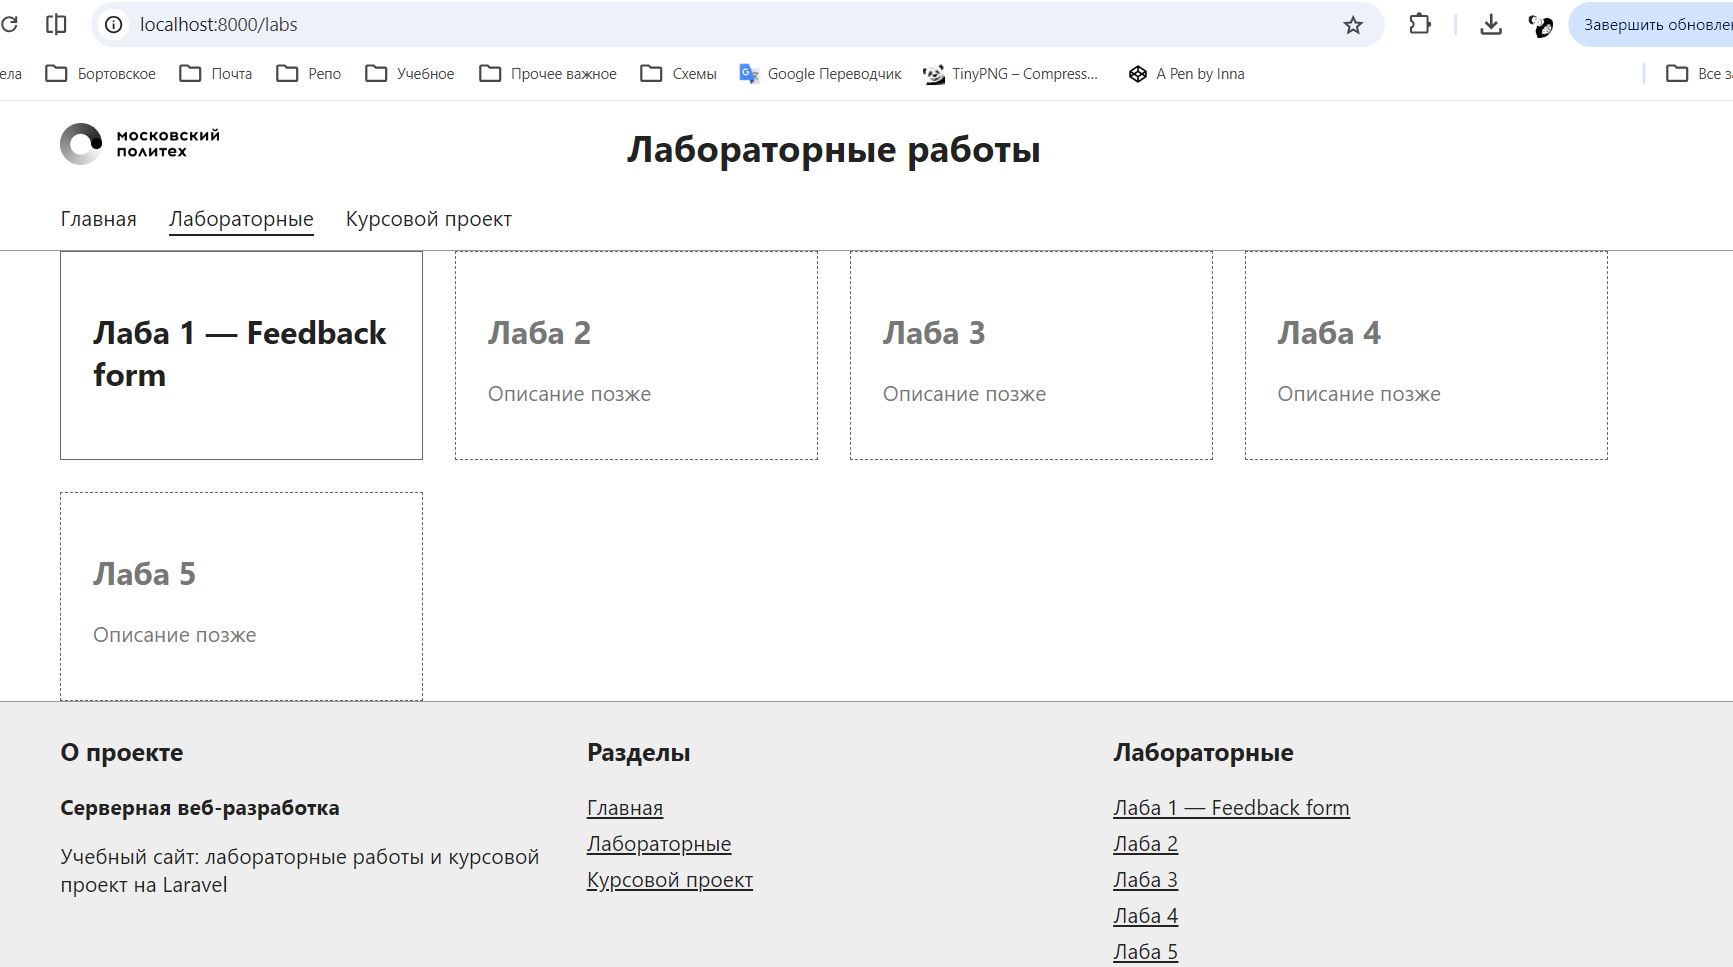 localhost:8000/labs
Завершить обновле
ела Бортовское Почта Репо Учебное Прочее важное Схемы Google Переводчик TinyPNG – Compress... A Pen by Inna Все з
московский
политех
Лабораторные работы
Главная Лабораторные Курсовой проект
Лаба 1 — Feedback
form
Лаба 2
Описание позже
Лаба 3
Описание позже
Лаба 4
Описание позже
Лаба 5
Описание позже
О проекте
Серверная веб-разработка
Учебный сайт: лабораторные работы и курсовой
проект на Laravel
Разделы
Главная
Лабораторные
Курсовой проект
Лабораторные
Лаба 1 — Feedback form
Лаба 2
Лаба 3
Лаба 4
Лаба 5